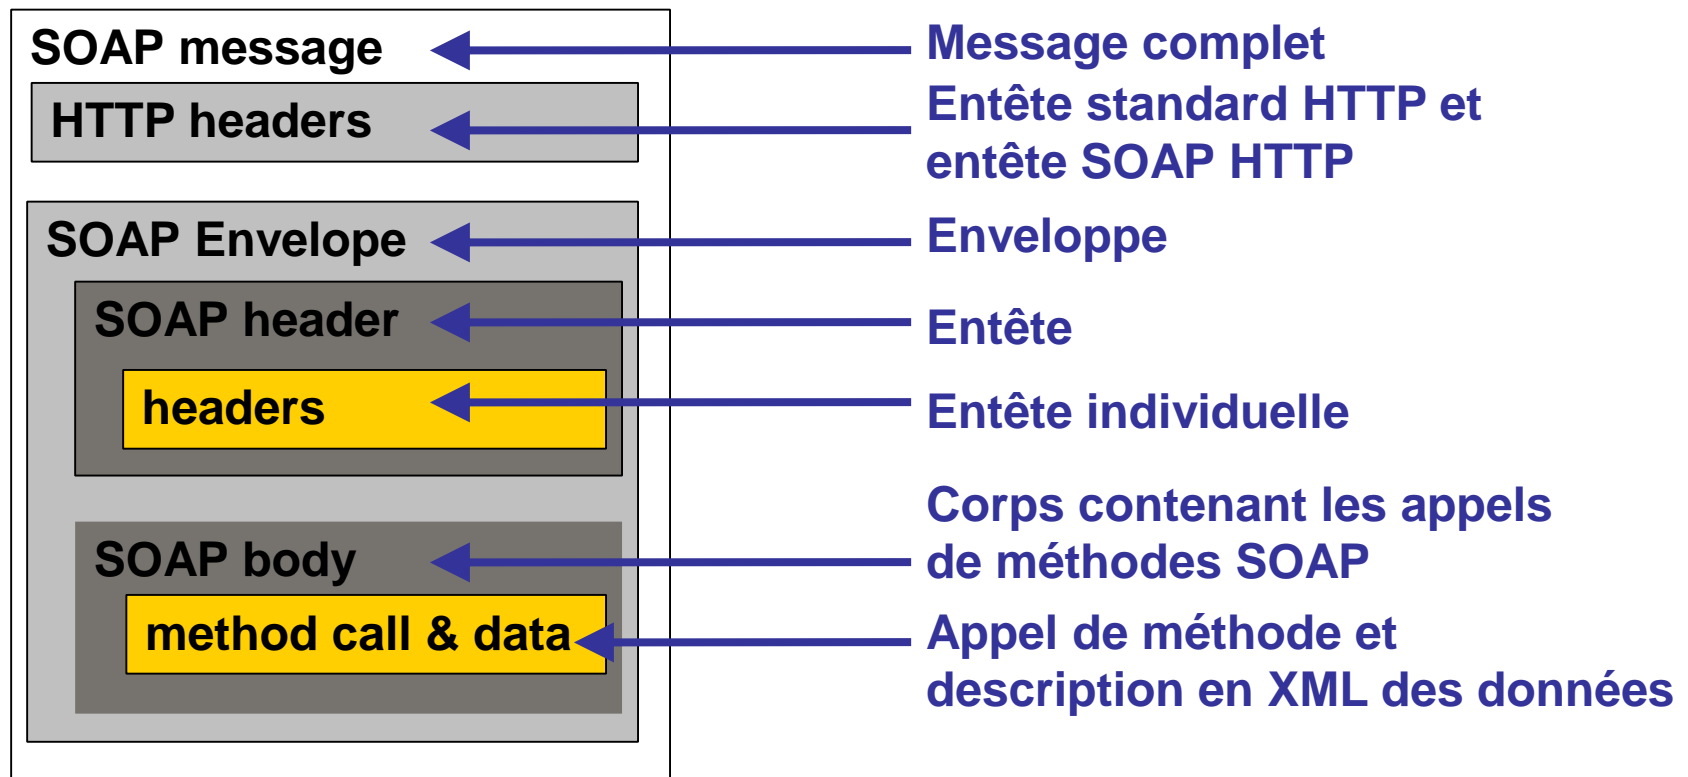 SOAP message
Message complet
HTTP headers
Entête standard HTTP et
entête SOAP HTTP
SOAP Envelope
Enveloppe
SOAP header
Entête
headers
Entête individuelle
SOAP body
Corps contenant les appels
de méthodes SOAP
method call & data
Appel de méthode et
description en XML des données